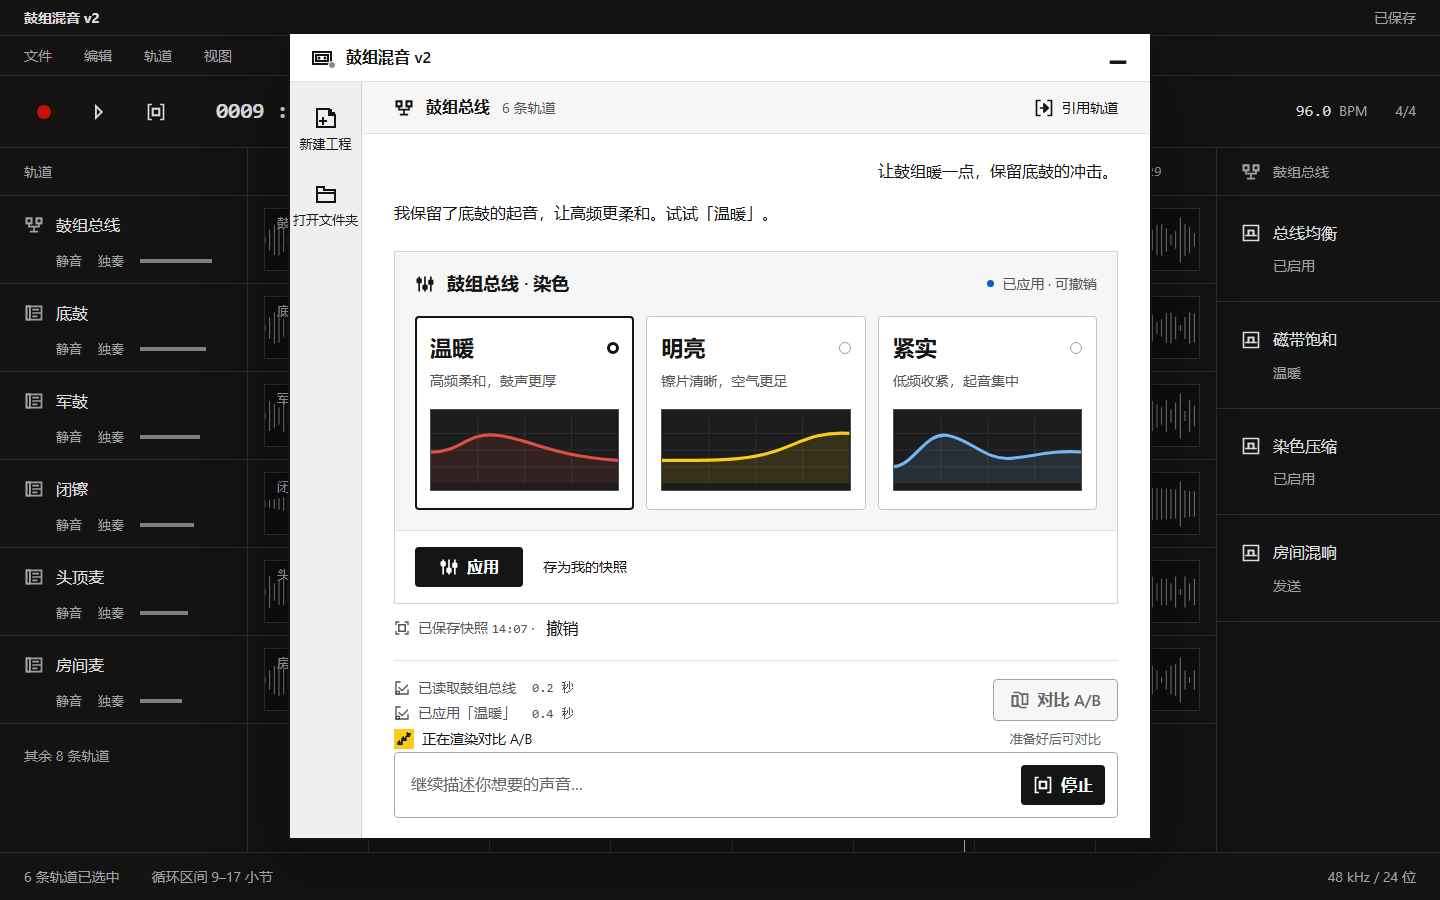 鼓组混音 v2
已保存
文件 编辑 轨道 视图
0009 :
96.0 BPM 4/4
轨道
鼓组总线
静音 独奏
底鼓
静音 独奏
军鼓
静音 独奏
闭镲
静音 独奏
头顶麦
静音 独奏
房间麦
静音 独奏
其余 8 条轨道
鼓
底
军
闭
头
房
鼓组混音 v2
新建工程
打开文件夹
鼓组总线 6 条轨道
引用轨道
让鼓组暖一点，保留底鼓的冲击。
我保留了底鼓的起音，让高频更柔和。试试「温暖」。
鼓组总线 · 染色
已应用 · 可撤销
温暖
高频柔和，鼓声更厚
明亮
镲片清晰，空气更足
紧实
低频收紧，起音集中
应用
存为我的快照
已保存快照 14:07 · 撤销
已读取鼓组总线 0.2 秒
已应用「温暖」 0.4 秒
正在渲染对比 A/B
对比 A/B
准备好后可对比
继续描述你想要的声音...
停止
29
鼓组总线
总线均衡
已启用
磁带饱和
温暖
染色压缩
已启用
房间混响
发送
6 条轨道已选中 循环区间 9–17 小节
48 kHz / 24 位